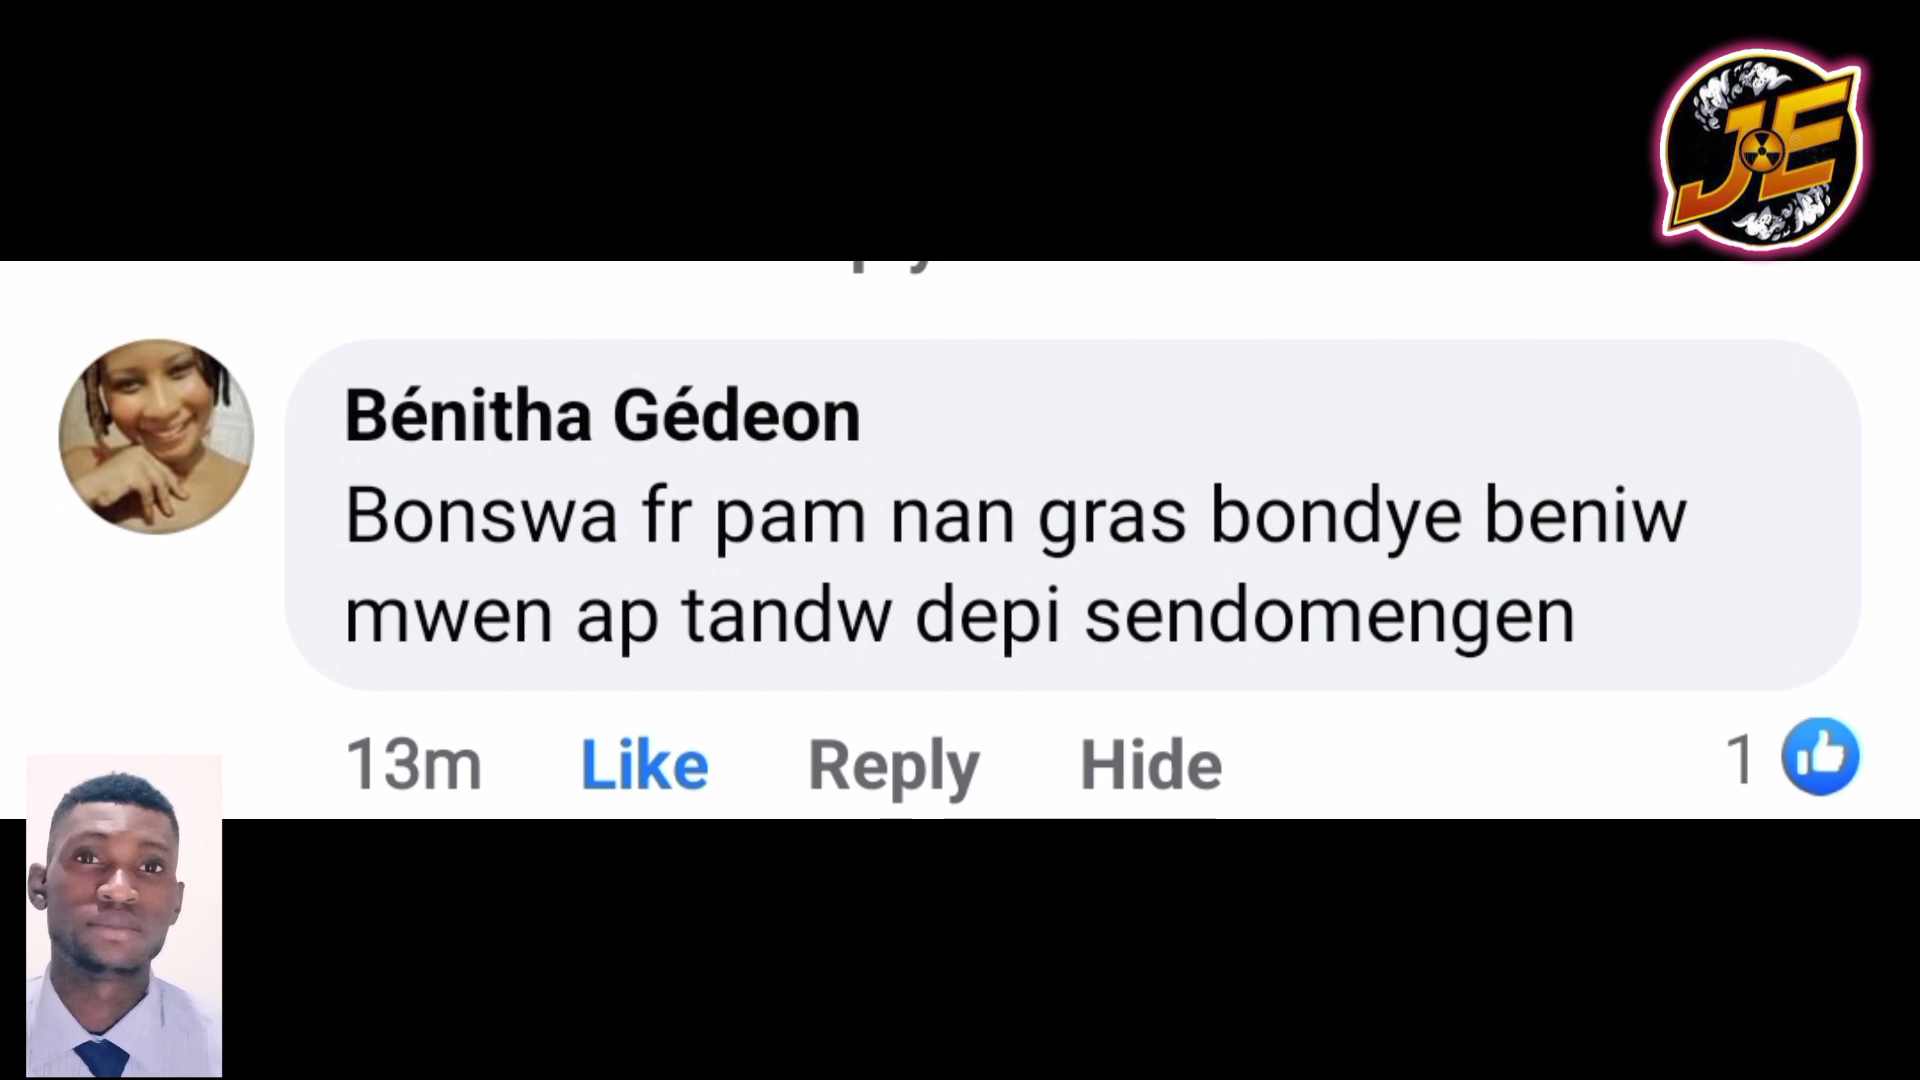 JE
Bénitha Gédeon
Bonswa fr pam nan gras bondye beniw
mwen ap tandw depi sendomengen
13m Like Reply Hide 1